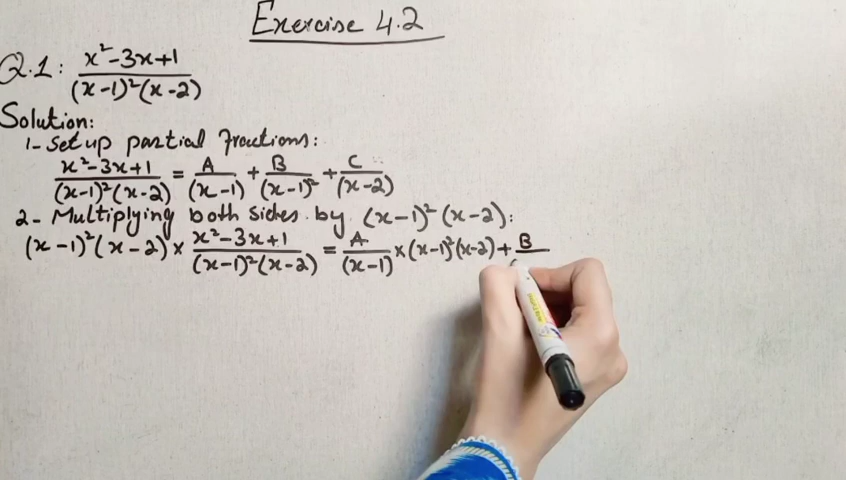 Exercise 4.2
Q.1: x²-3x+1 / (x-1)²(x-2)
Solution:
1- Set up partial fractions:
x²-3x+1 / (x-1)²(x-2) = A / (x-1) + B / (x-1)² + C / (x-2)
2- Multiplying both sides by (x-1)²(x-2):
(x-1)²(x-2) × x²-3x+1 / (x-1)²(x-2) = A / (x-1) × (x-1)²(x-2) + B / (